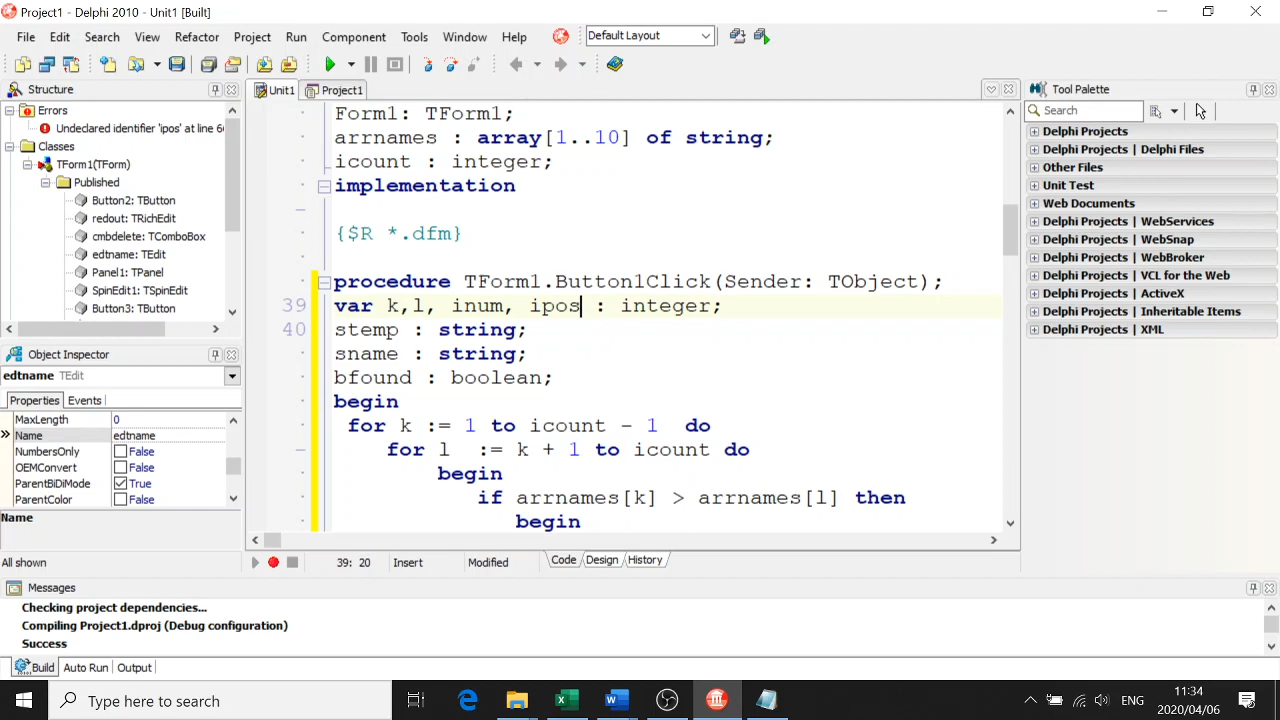 Project1 - Delphi 2010 - Unit1 [Built]
File Edit Search View Refactor Project Run Component Tools Window Help Default Layout
Structure
Errors
Undeclared identifier 'ipos' at line 6
Classes
TForm1(TForm)
Published
Button2: TButton
redout: TRichEdit
cmbdelete: TComboBox
edtname: TEdit
Panel1: TPanel
SpinEdit1: TSpinEdit
Button3: TButton
Object Inspector
edtname TEdit
Properties Events
MaxLength 0
Name edtname
NumbersOnly False
OEMConvert False
ParentBiDiMode True
ParentColor False
Name
All shown
Unit1 Project1
Form1: TForm1;
arrnames : array[1..10] of string;
icount : integer;
implementation
{$R *.dfm}
procedure TForm1.Button1Click(Sender: TObject);
39 var k,l, inum, ipos : integer;
40 stemp : string;
sname : string;
bfound : boolean;
begin
for k := 1 to icount - 1 do
for l := k + 1 to icount do
begin
if arrnames[k] > arrnames[l] then
begin
39: 20 Insert Modified Code Design History
Tool Palette
Search
Delphi Projects
Delphi Projects | Delphi Files
Other Files
Unit Test
Web Documents
Delphi Projects | WebServices
Delphi Projects | WebSnap
Delphi Projects | WebBroker
Delphi Projects | VCL for the Web
Delphi Projects | ActiveX
Delphi Projects | Inheritable Items
Delphi Projects | XML
Messages
Checking project dependencies...
Compiling Project1.dproj (Debug configuration)
Success
Build Auto Run Output
Type here to search
ENG
11:34
2020/04/06